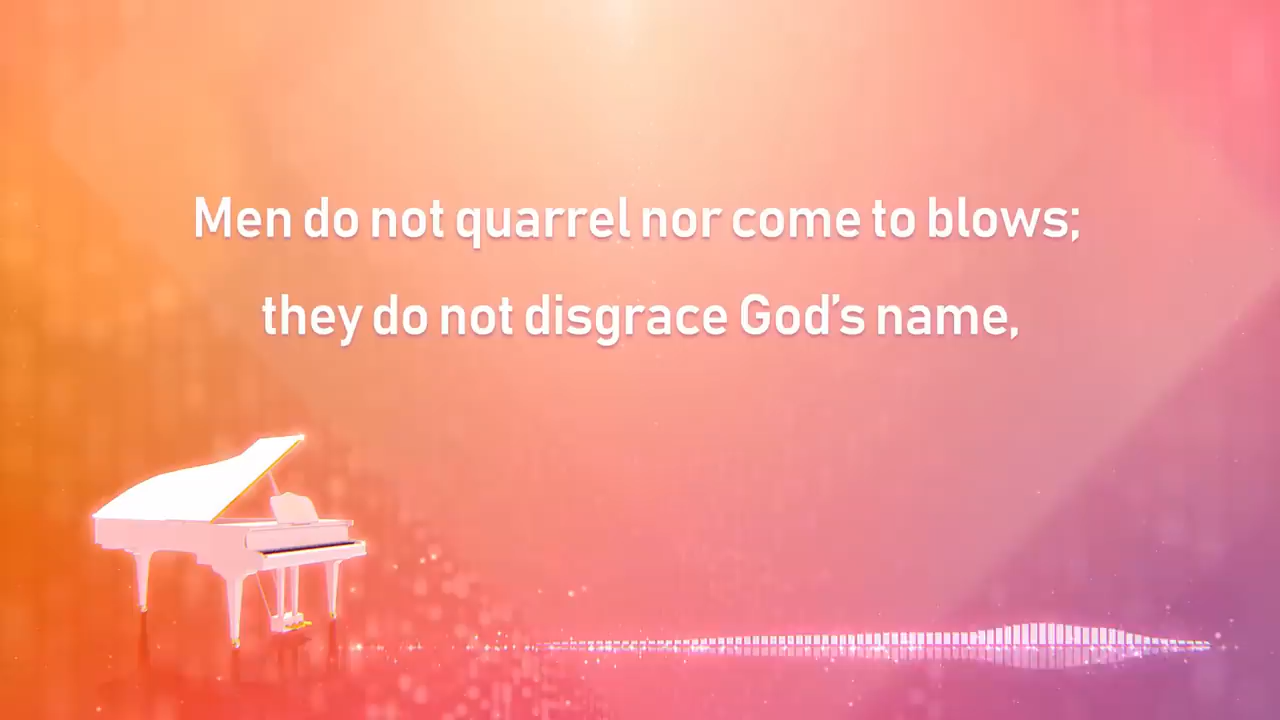 Men do not quarrel nor come to blows;
they do not disgrace God’s name,